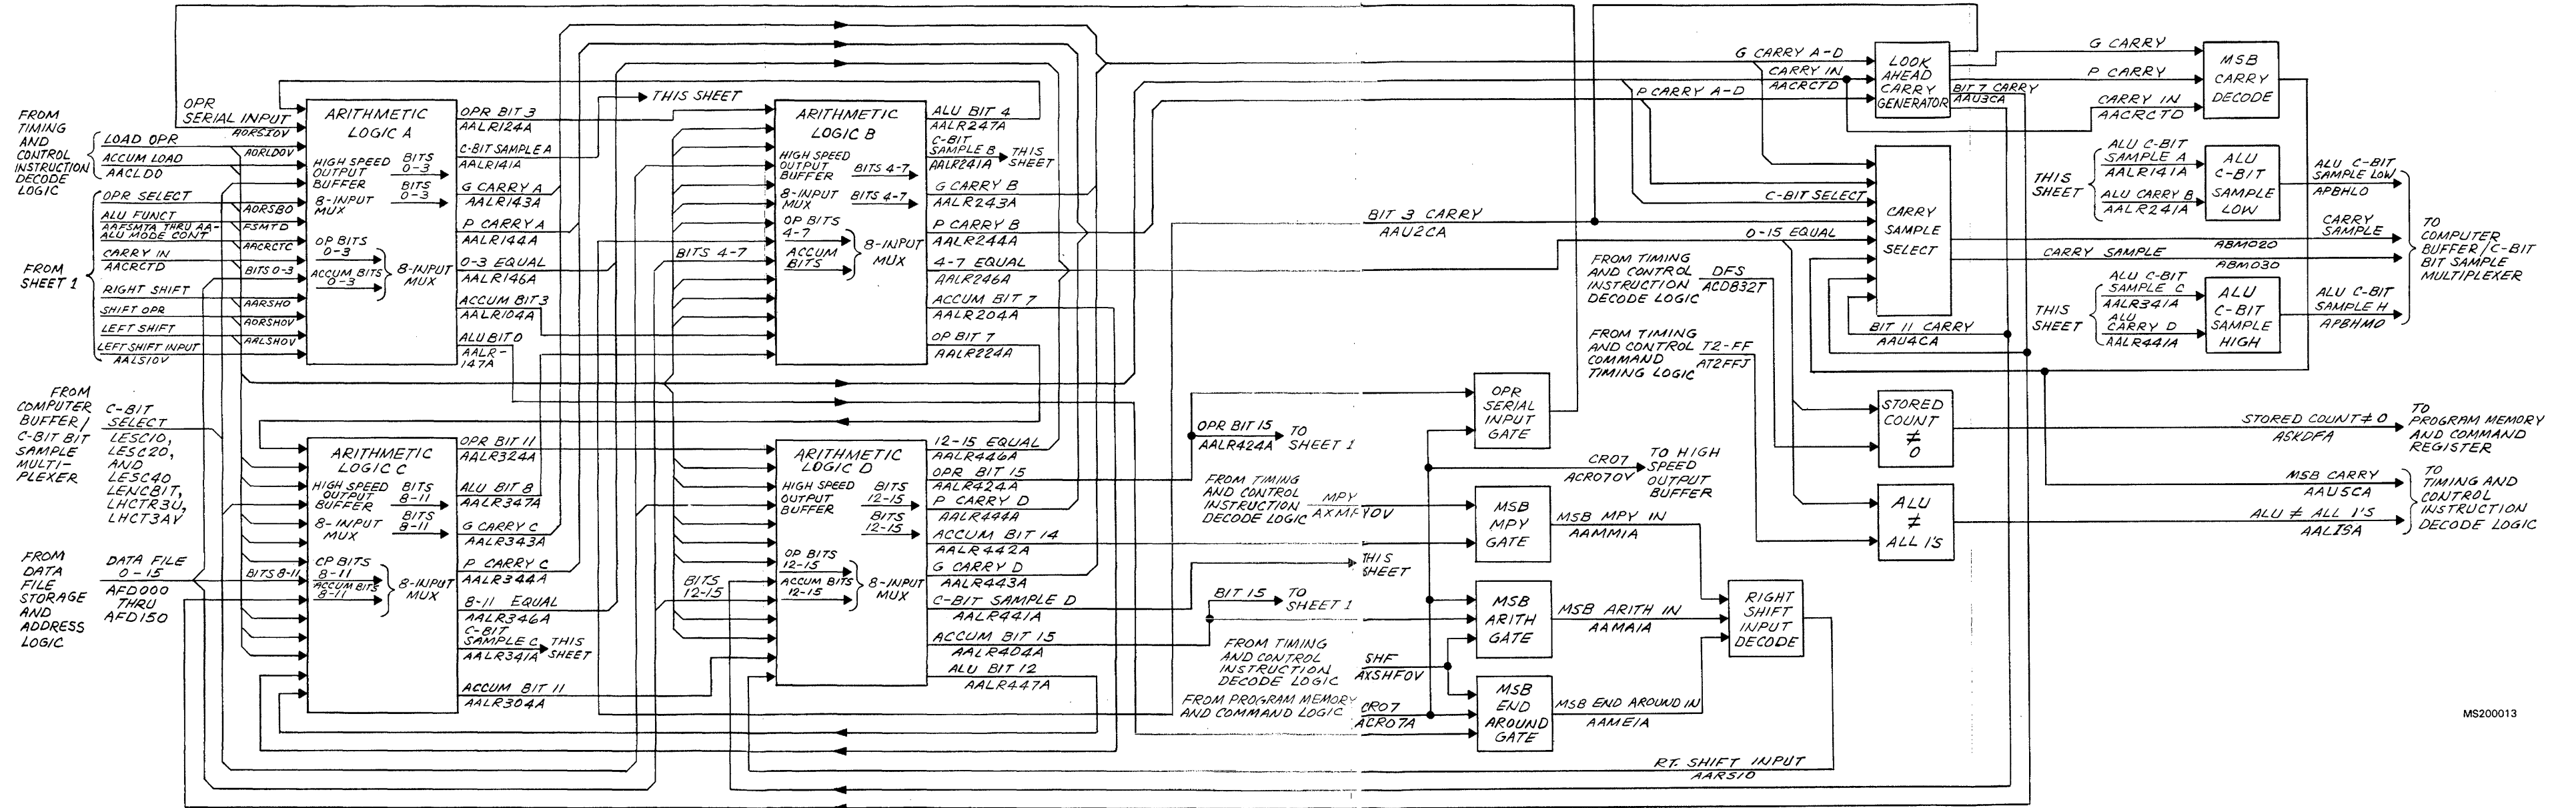 FROM
TIMING
AND
CONTROL
INSTRUCTION
DECODE
LOGIC
OPR
SERIAL INPUT
AORSIOV
LOAD OPR
AORLDOV
ACCUM LOAD
AACLDO
FROM
SHEET 1
OPR SELECT
AORSBO
ALU FUNCT
AAFSMTA THRU AA-
FSMTD
ALU MODE CONT
AACRCTC
CARRY IN
AACRCTD
BITS 0-3
RIGHT SHIFT
AARSHO
SHIFT OPR
AORSHOV
LEFT SHIFT
AALSHOV
LEFT SHIFT INPUT
AALSIOV
ARITHMETIC
LOGIC A
HIGH SPEED
OUTPUT
BUFFER
BITS
0-3
BITS
0-3
8-INPUT
MUX
OP BITS
0-3
ACCUM BITS
0-3
8-INPUT
MUX
OPR BIT 3
AALR124A
C-BIT SAMPLE A
AALR141A
THIS SHEET
G CARRY A
AALR143A
P CARRY A
AALR144A
0-3 EQUAL
AALR146A
ACCUM BIT 3
AALR104A
ALU BIT 0
AALR-
147A
BITS 4-7
ARITHMETIC
LOGIC B
HIGH SPEED
OUTPUT
BUFFER
BITS 4-7
8-INPUT
MUX
BITS 4-7
OP BITS
4-7
ACCUM
BITS
8-INPUT
MUX
ALU BIT 4
AALR247A
C-BIT
SAMPLE B
AALR241A
THIS
SHEET
G CARRY B
AALR243A
P CARRY B
AALR244A
4-7 EQUAL
AALR246A
ACCUM BIT 7
AALR204A
OP BIT 7
AALR224A
FROM
COMPUTER
BUFFER/
C-BIT BIT
SAMPLE
MULTI-
PLEXER
C-BIT
SELECT
LESC10,
LESC20,
AND
LESC40
LENCBIT,
LHCTR3U,
LHCT3AY
FROM
DATA
FILE
STORAGE
AND
ADDRESS
LOGIC
DATA FILE
0-15
AFD000
THRU
AFD150
BITS 8-11
ARITHMETIC
LOGIC C
HIGH SPEED
OUTPUT
BUFFER
BITS
8-11
8-INPUT
MUX
BITS
8-11
CP BITS
8-11
ACCUM BITS
8-11
8-INPUT
MUX
OPR BIT 11
AALR324A
ALU BIT 8
AALR347A
G CARRY C
AALR343A
P CARRY C
AALR344A
8-11 EQUAL
AALR346A
C-BIT
SAMPLE C
AALR341A
THIS
SHEET
ACCUM BIT 11
AALR304A
BITS
12-15
ARITHMETIC
LOGIC D
HIGH SPEED
OUTPUT
BUFFER
BITS
12-15
BITS
12-15
OP BITS
12-15
ACCUM BITS
12-15
8-INPUT
MUX
12-15 EQUAL
AALR446A
OPR BIT 15
AALR424A
P CARRY D
AALR444A
ACCUM BIT 14
AALR442A
G CARRY D
AALR443A
C-BIT SAMPLE D
AALR441A
ACCUM BIT 15
AALR404A
ALU BIT 12
AALR447A
OPR BIT 15
AALR424A
TO
SHEET 1
THIS
SHEET
BIT 15
TO
SHEET 1
FROM TIMING
AND CONTROL
INSTRUCTION
DECODE LOGIC
MPY
AXMPYOV
FROM TIMING
AND CONTROL
INSTRUCTION
DECODE LOGIC
SHF
AXSHFOV
FROM PROGRAM MEMORY
AND COMMAND LOGIC
CR07
ACR07A
OPR
SERIAL
INPUT
GATE
CR07
ACR070V
TO HIGH
SPEED
OUTPUT
BUFFER
MSB
MPY
GATE
MSB MPY IN
AAMM1A
MSB
ARITH
GATE
MSB ARITH IN
AAMA1A
MSB
END
AROUND
GATE
MSB END AROUND IN
AAME1A
RIGHT
SHIFT
INPUT
DECODE
RT. SHIFT INPUT
AARSIO
G CARRY A-D
CARRY IN
AACRCTD
P CARRY A-D
LOOK
AHEAD
CARRY
GENERATOR
BIT 7 CARRY
AAU3CA
G CARRY
P CARRY
CARRY IN
AACRCTD
MSB
CARRY
DECODE
C-BIT SELECT
BIT 3 CARRY
AAU2CA
0-15 EQUAL
CARRY
SAMPLE
SELECT
BIT 11 CARRY
AAU4CA
FROM TIMING
AND CONTROL
INSTRUCTION
DECODE LOGIC
DFS
ACD832T
FROM TIMING
AND CONTROL
COMMAND
TIMING LOGIC
T2-FF
AT2FFJ
THIS
SHEET
ALU C-BIT
SAMPLE A
AALR141A
ALU CARRY B
AALR241A
ALU
C-BIT
SAMPLE
LOW
ALU C-BIT
SAMPLE LOW
APBHLO
CARRY
SAMPLE
ABM020
CARRY SAMPLE
ABM030
THIS
SHEET
ALU C-BIT
SAMPLE C
AALR341A
ALU
CARRY D
AALR441A
ALU
C-BIT
SAMPLE
HIGH
ALU C-BIT
SAMPLE H
APBHMO
TO
COMPUTER
BUFFER/C-BIT
BIT SAMPLE
MULTIPLEXER
STORED
COUNT
≠
0
STORED COUNT≠0
ASKDFA
TO
PROGRAM MEMORY
AND COMMAND
REGISTER
ALU
≠
ALL 1'S
MSB CARRY
AAU5CA
ALU ≠ ALL 1'S
AAL1SA
TO
TIMING AND
CONTROL
INSTRUCTION
DECODE LOGIC
MS200013